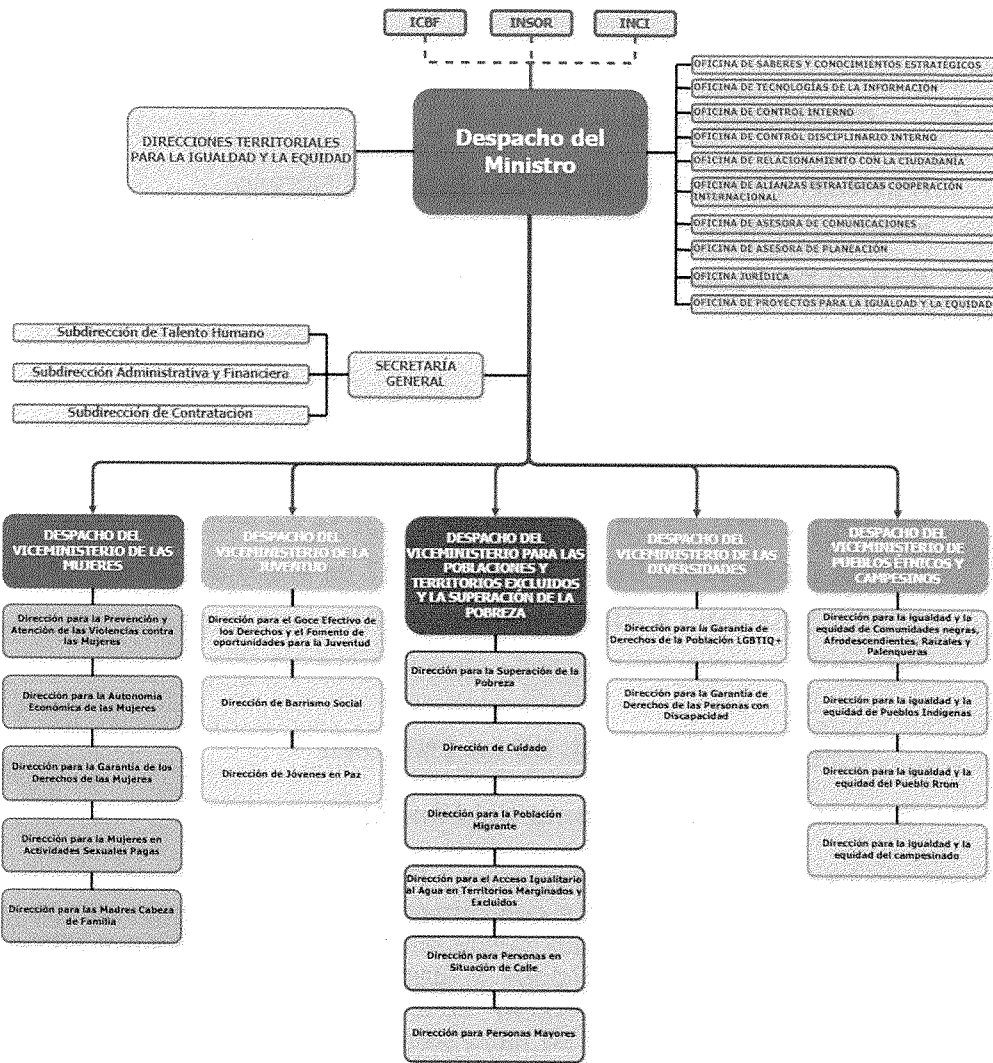 ICBF
INSOR
INCI
DIRECCIONES TERRITORIALES
PARA LA IGUALDAD Y LA EQUIDAD
Despacho del
Ministro
OFICINA DE SABERES Y CONOCIMIENTOS ESTRATÉGICOS
OFICINA DE TECNOLOGÍAS DE LA INFORMACIÓN
OFICINA DE CONTROL INTERNO
OFICINA DE CONTROL DISCIPLINARIO INTERNO
OFICINA DE RELACIONAMIENTO CON LA CIUDADANÍA
OFICINA DE ALIANZAS ESTRATÉGICAS COOPERACIÓN
INTERNACIONAL
OFICINA DE ASESORA DE COMUNICACIONES
OFICINA DE ASESORA DE PLANEACIÓN
OFICINA JURÍDICA
OFICINA DE PROYECTOS PARA LA IGUALDAD Y LA EQUIDAD
Subdirección de Talento Humano
Subdirección Administrativa y Financiera
Subdirección de Contratación
SECRETARÍA
GENERAL
DESPACHO DEL
VICEMINISTERIO DE LAS
MUJERES
Dirección para la Prevención y
Atención de las Violencias contra
las Mujeres
Dirección para la Autonomía
Económica de las Mujeres
Dirección para la Garantía de los
Derechos de las Mujeres
Dirección para la Mujeres en
Actividades Sexuales Pagas
Dirección para las Madres Cabeza
de Familia
DESPACHO DEL
VICEMINISTERIO DE LA
JUVENTUD
Dirección para el Goce Efectivo de
los Derechos y el Fomento de
oportunidades para la Juventud
Dirección de Barrismo Social
Dirección de Jóvenes en Paz
DESPACHO DEL
VICEMINISTERIO PARA LAS
POBLACIONES Y
TERRITORIOS EXCLUIDOS
Y LA SUPERACIÓN DE LA
POBREZA
Dirección para la Superación de la
Pobreza
Dirección de Cuidado
Dirección para la Población
Migrante
Dirección para el Acceso Igualitario
al Agua en Territorios Marginados y
Excluidos
Dirección para Personas en
Situación de Calle
Dirección para Personas Mayores
DESPACHO DEL
VICEMINISTERIO DE LAS
DIVERSIDADES
Dirección para la Garantía de
Derechos de la Población LGBTIQ+
Dirección para la Garantía de
Derechos de las Personas con
Discapacidad
DESPACHO DEL
VICEMINISTERIO DE
PUEBLOS ÉTNICOS Y
CAMPESINOS
Dirección para la igualdad y la
equidad de Comunidades negras,
Afrodescendientes, Raizales y
Palenqueras
Dirección para la igualdad y la
equidad de Pueblos Indígenas
Dirección para la igualdad y la
equidad del Pueblo Rrom
Dirección para la igualdad y la
equidad del campesinado